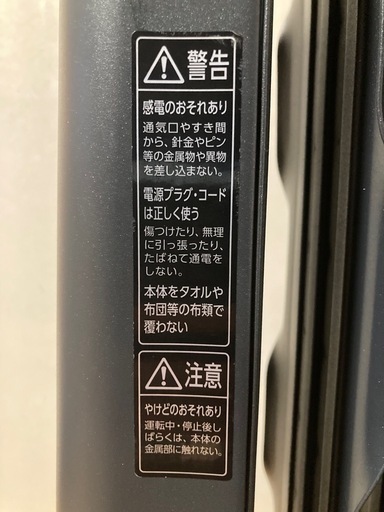 警告
感電のおそれあり
通気口やすき間
から、針金やピン
等の金属物や異物
を差し込まない。
電源プラグ・コード
は正しく使う
傷つけたり、無理
に引っ張ったり、
たばねて通電を
しない。
本体をタオルや
布団等の布類で
覆わない
注意
やけどのおそれあり
運転中・停止後し
ばらくは、本体の
金属部に触れない。